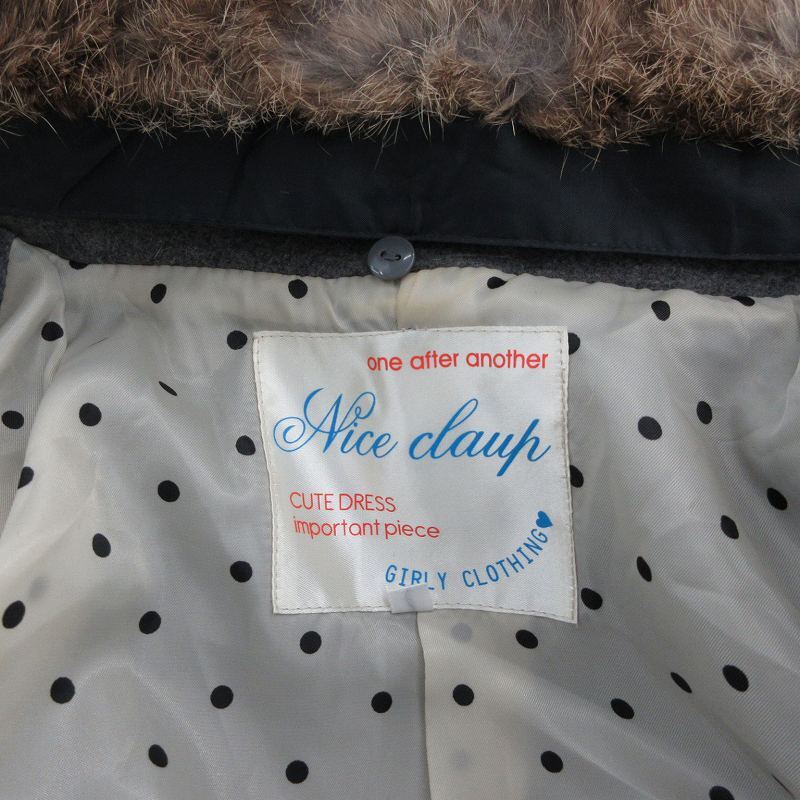 one after another
Nice claup
CUTE DRESS
important piece
GIRLY CLOTHING